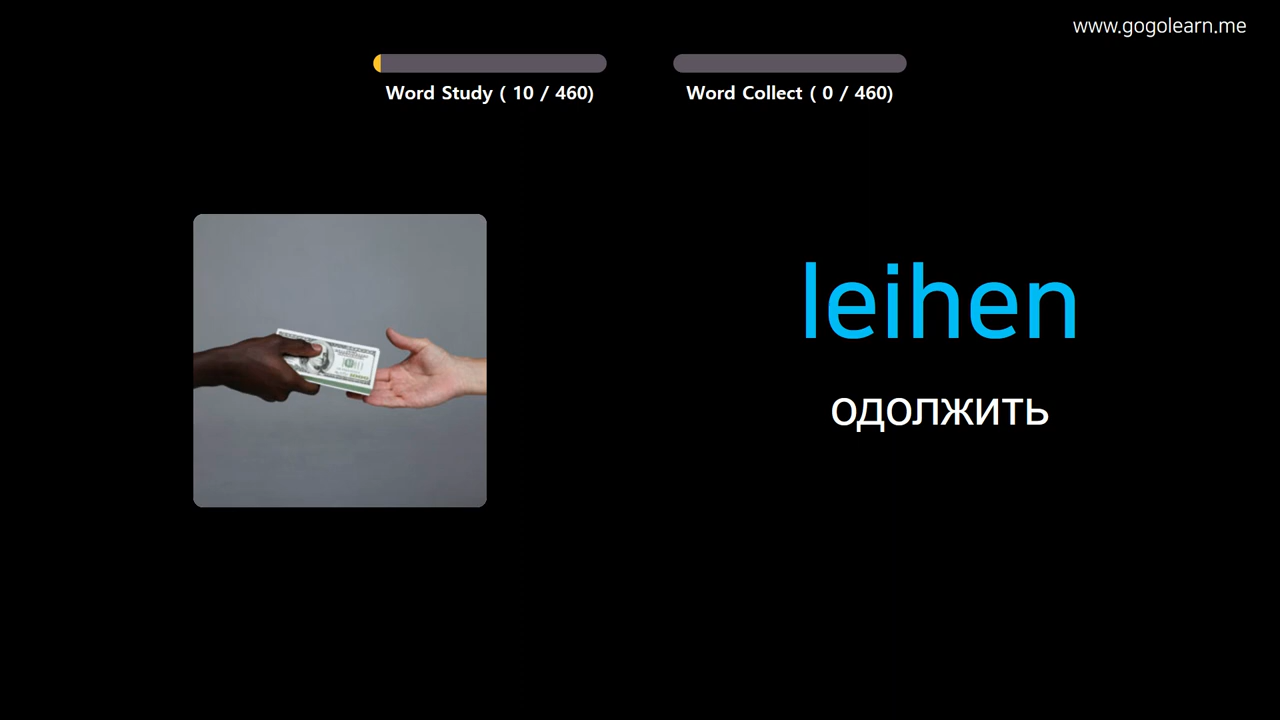 www.gogolearn.me
Word Study ( 10 / 460)
Word Collect ( 0 / 460)
leihen
одолжить